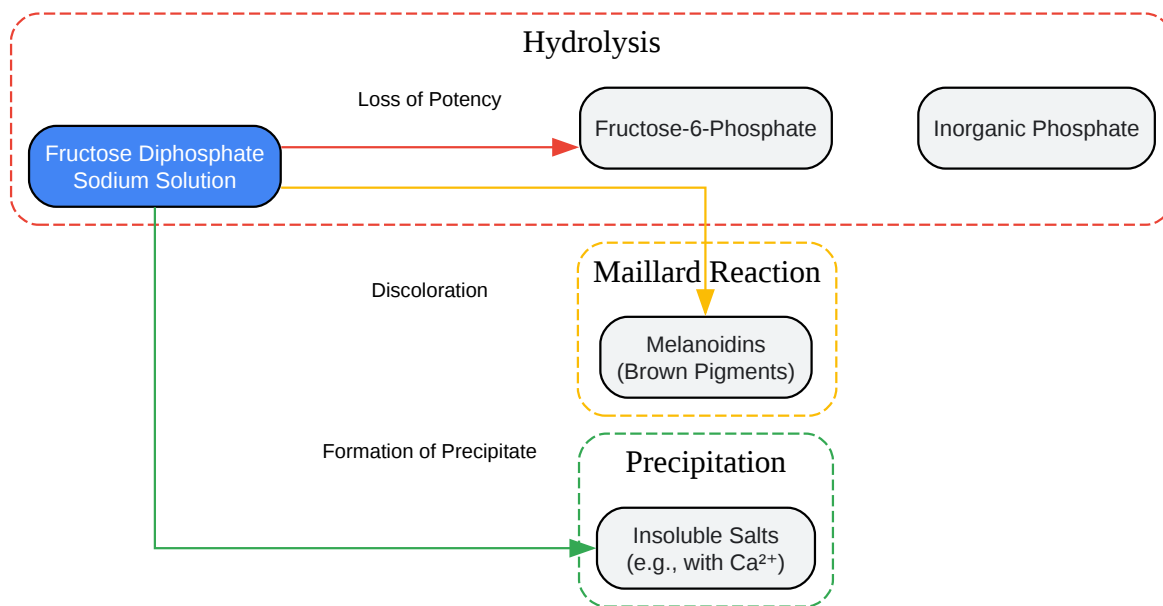 Hydrolysis
Loss of Potency
Fructose Diphosphate
Sodium Solution
Fructose-6-Phosphate
Inorganic Phosphate
Maillard Reaction
Discoloration
Melanoidins
(Brown Pigments)
Formation of Precipitate
Precipitation
Insoluble Salts
(e.g., with Ca²⁺)